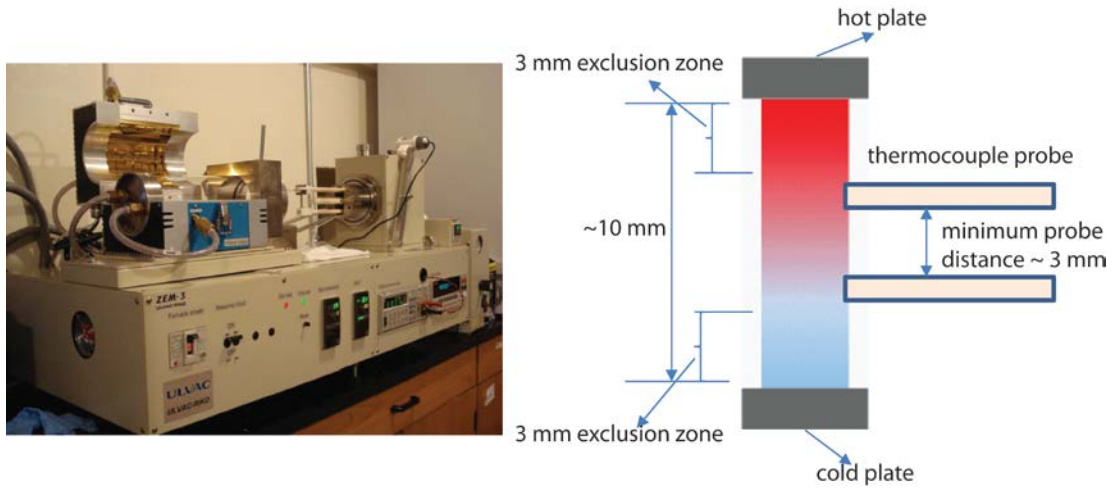 ZEM-3
ULVAC
ULVAC-RIKO
hot plate
3 mm exclusion zone
thermocouple probe
~10 mm
minimum probe
distance ~ 3 mm
3 mm exclusion zone
cold plate